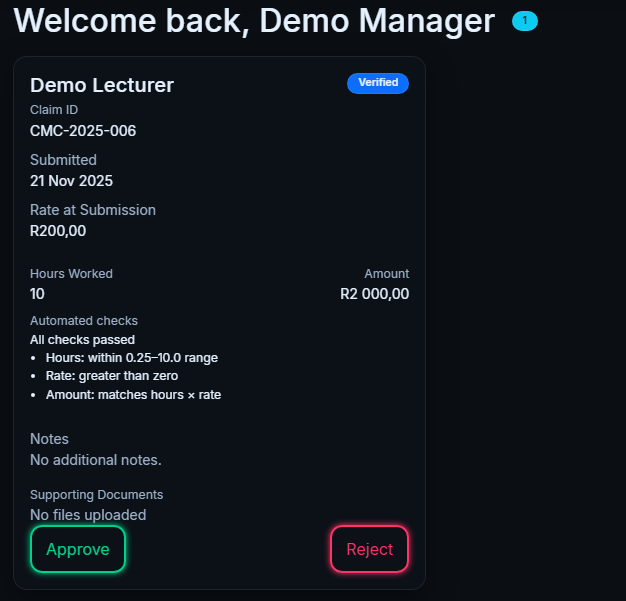 Welcome back, Demo Manager 1
Demo Lecturer Verified
Claim ID
CMC-2025-006
Submitted
21 Nov 2025
Rate at Submission
R200,00
Hours Worked Amount
10 R2 000,00
Automated checks
All checks passed
• Hours: within 0.25–10.0 range
• Rate: greater than zero
• Amount: matches hours × rate
Notes
No additional notes.
Supporting Documents
No files uploaded
Approve Reject